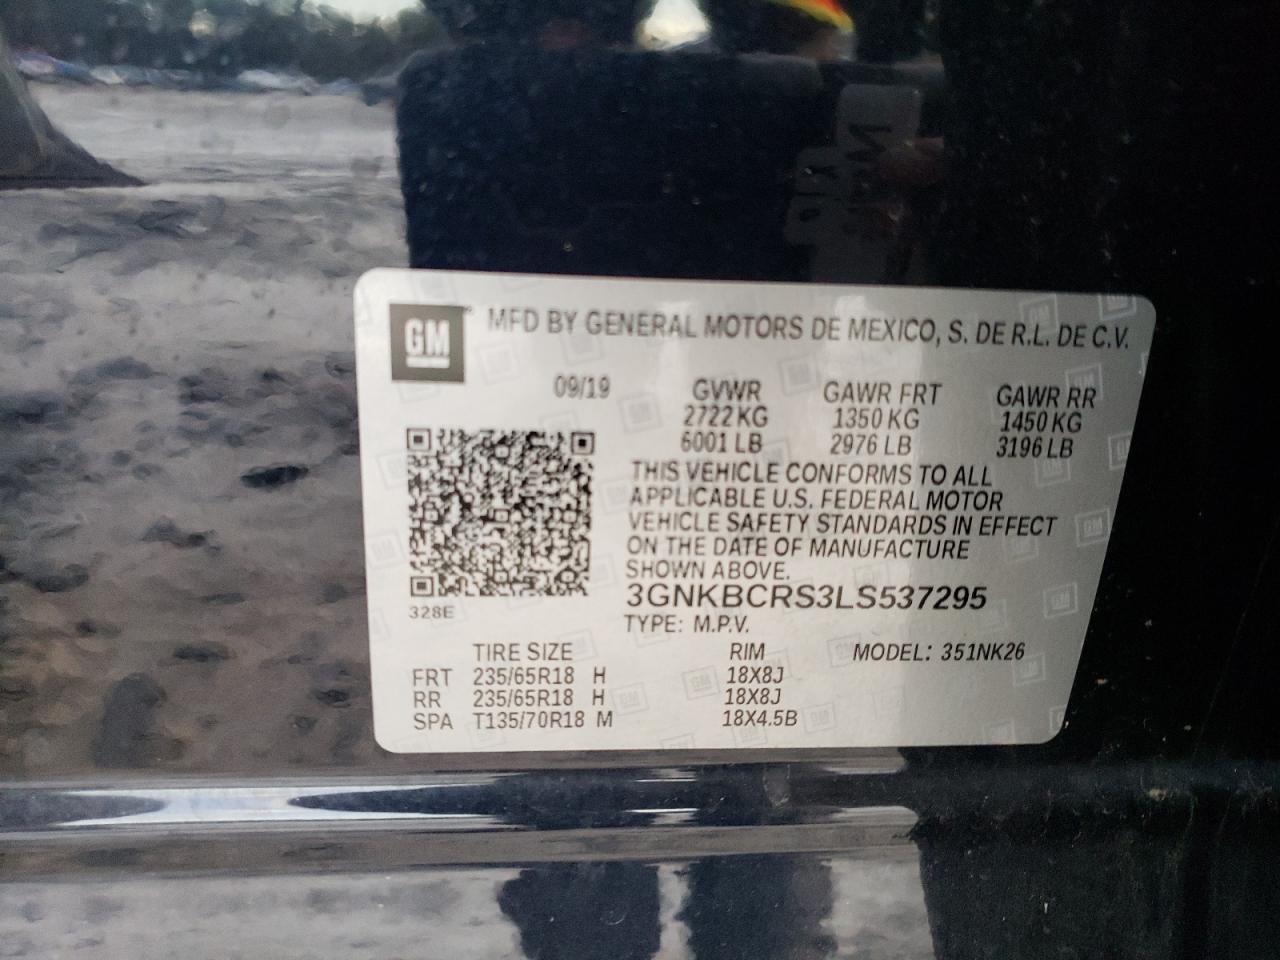 GM
MFD BY GENERAL MOTORS DE MEXICO, S. DE R.L. DE C.V.
09/19 GVWR GAWR FRT GAWR RR
2722 KG 1350 KG 1450 KG
6001 LB 2976 LB 3196 LB
THIS VEHICLE CONFORMS TO ALL
APPLICABLE U.S. FEDERAL MOTOR
VEHICLE SAFETY STANDARDS IN EFFECT
ON THE DATE OF MANUFACTURE
SHOWN ABOVE.
3GNKBCRS3LS537295
328E
TYPE: M.P.V.
TIRE SIZE RIM MODEL: 351NK26
FRT 235/65R18 H 18X8J
RR 235/65R18 H 18X8J
SPA T135/70R18 M 18X4.5B